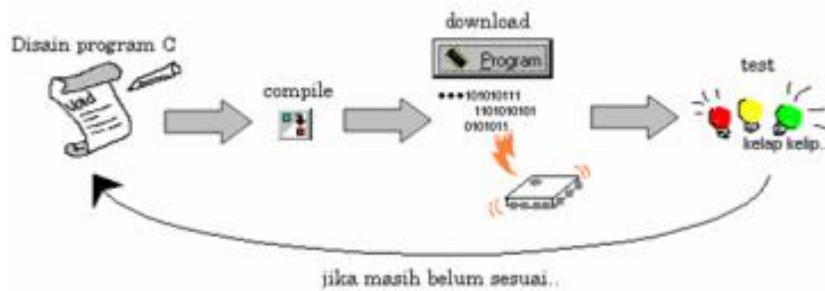 Disain program C
compile
download
Program
●●●101010111
1101010101
0101011
test
kelap kelip..
jika masih belum sesuai..